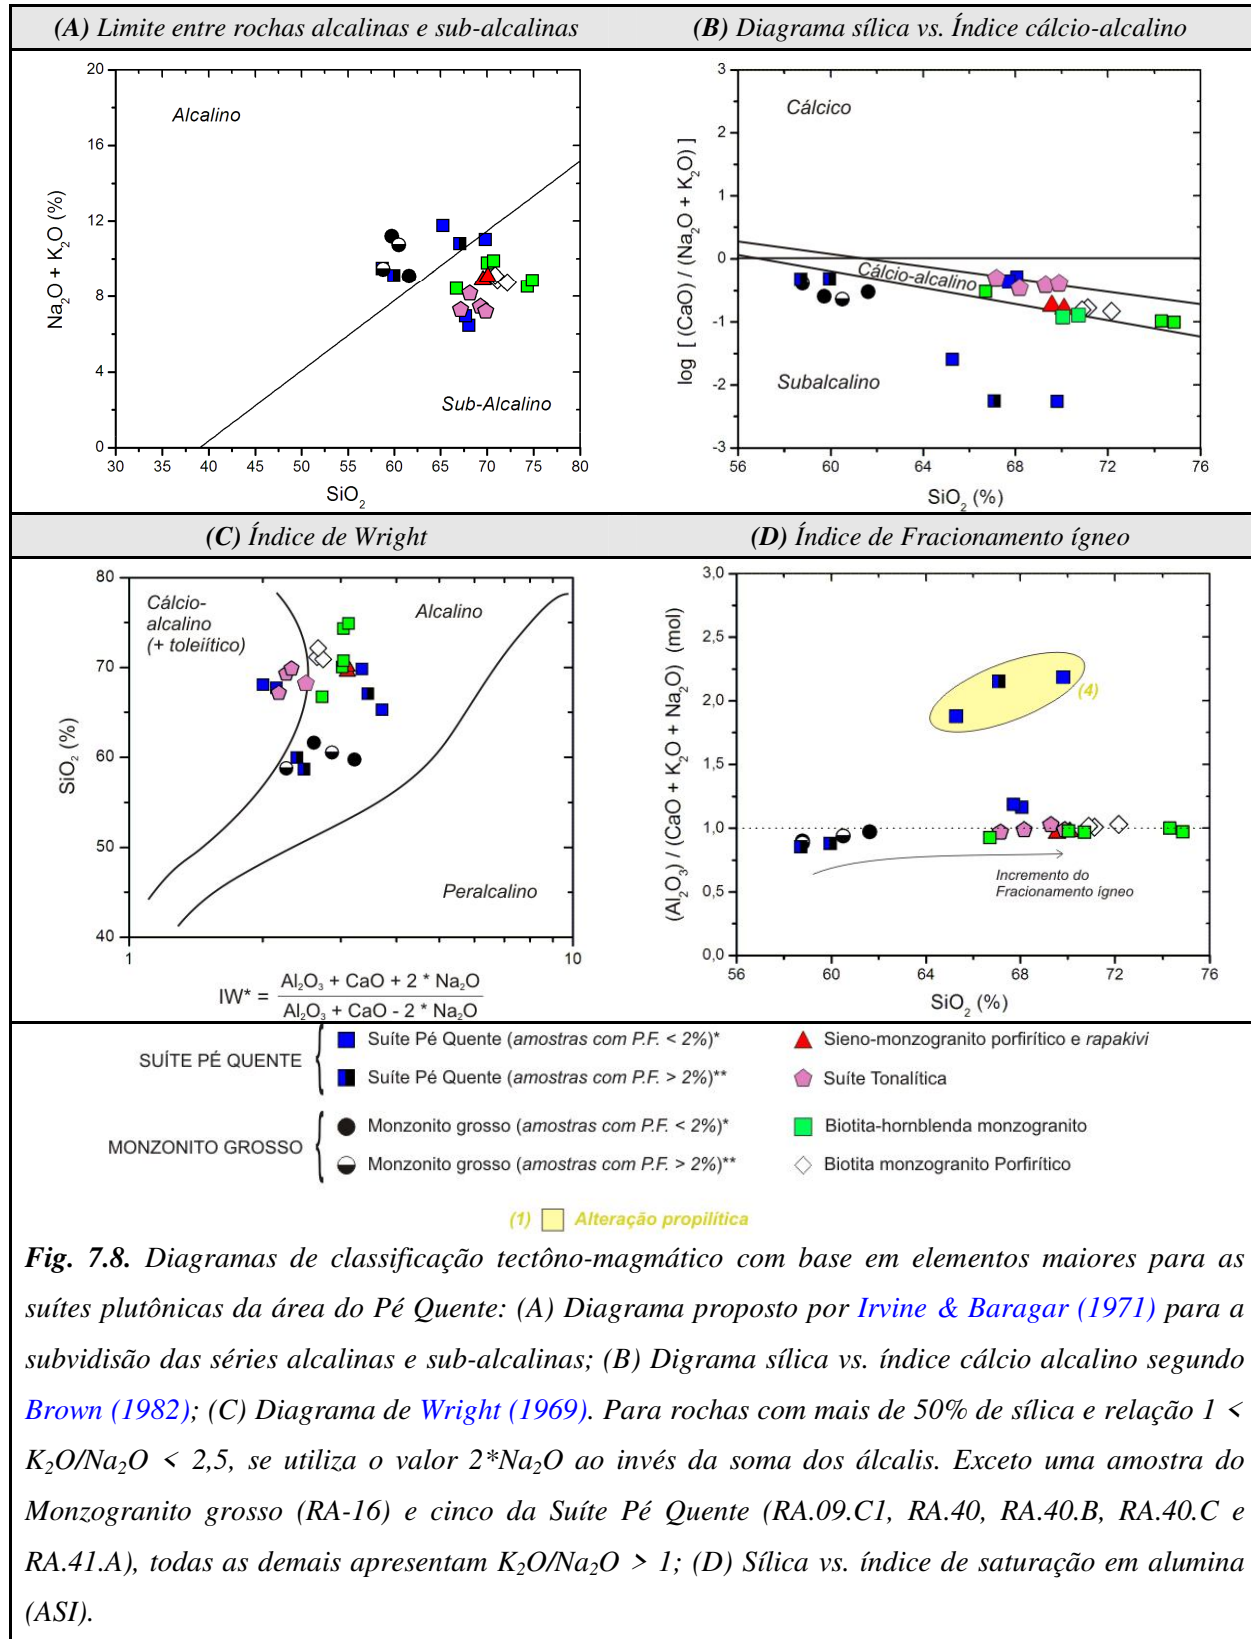 (A) Limite entre rochas alcalinas e sub-alcalinas
(B) Diagrama sílica vs. Índice cálcio-alcalino
20
16
12
8
4
0
Na₂O + K₂O (%)
Alcalino
Sub-Alcalino
30 35 40 45 50 55 60 65 70 75 80
SiO₂
3
2
1
0
-1
-2
-3
log [ (CaO) / (Na₂O + K₂O) ]
Cálcico
Cálcio-alcalino
Subalcalino
56 60 64 68 72 76
SiO₂ (%)
(C) Índice de Wright
(D) Índice de Fracionamento ígneo
80
70
60
50
40
SiO₂ (%)
Cálcio-
alcalino
(+ toleiítico)
Alcalino
Peralcalino
1 10
IW* = Al₂O₃ + CaO + 2 * Na₂O
Al₂O₃ + CaO - 2 * Na₂O
3,0
2,5
2,0
1,5
1,0
0,5
0,0
(Al₂O₃) / (CaO + K₂O + Na₂O) (mol)
(4)
Incremento do
Fracionamento ígneo
56 60 64 68 72 76
SiO₂ (%)
SUÍTE PÉ QUENTE
Suíte Pé Quente (amostras com P.F. < 2%)*
Suíte Pé Quente (amostras com P.F. > 2%)**
MONZONITO GROSSO
Monzonito grosso (amostras com P.F. < 2%)*
Monzonito grosso (amostras com P.F. > 2%)**
Sieno-monzogranito porfirítico e rapakivi
Suíte Tonalítica
Biotita-hornblenda monzogranito
Biotita monzogranito Porfirítico
(1) Alteração propilítica
Fig. 7.8. Diagramas de classificação tectôno-magmático com base em elementos maiores para as
suítes plutônicas da área do Pé Quente: (A) Diagrama proposto por Irvine & Baragar (1971) para a
subvidisão das séries alcalinas e sub-alcalinas; (B) Digrama sílica vs. índice cálcio alcalino segundo
Brown (1982); (C) Diagrama de Wright (1969). Para rochas com mais de 50% de sílica e relação 1 <
K₂O/Na₂O < 2,5, se utiliza o valor 2*Na₂O ao invés da soma dos álcalis. Exceto uma amostra do
Monzogranito grosso (RA-16) e cinco da Suíte Pé Quente (RA.09.C1, RA.40, RA.40.B, RA.40.C e
RA.41.A), todas as demais apresentam K₂O/Na₂O > 1; (D) Sílica vs. índice de saturação em alumina
(ASI).